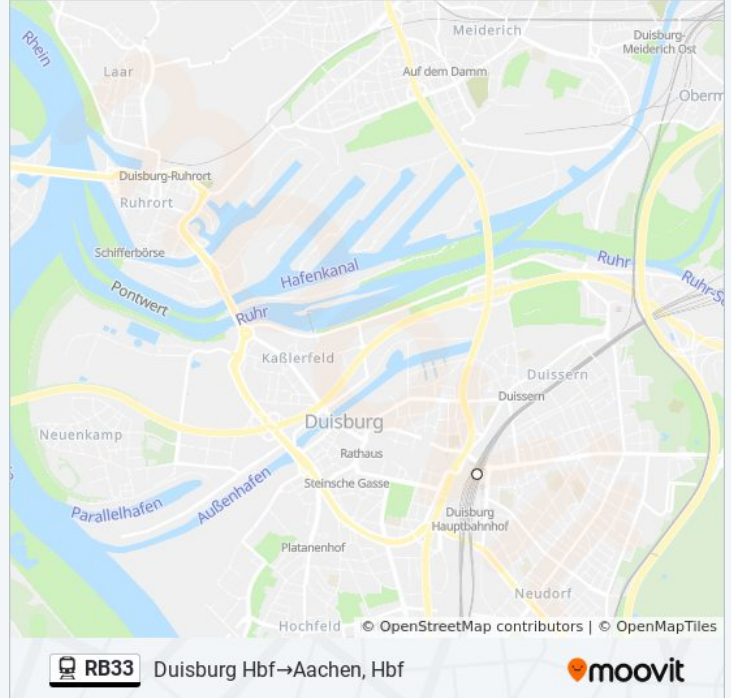 Rhein
Meiderich
Duisburg-
Meiderich Ost
Laar
Auf dem Damm
Oberm
Duisburg-Ruhrort
Ruhrort
Schifferbörse
Hafenkanal
Ruhr
Ruhr-S
Pontwert
Ruhr
Kaßlerfeld
Duissern
Duissern
Duisburg
Neuenkamp
Rathaus
Steinsche Gasse
Außenhafen
Parallelhafen
Duisburg
Hauptbahnhof
Platanenhof
Neudorf
Hochfeld
© OpenStreetMap contributors | © OpenMapTiles
RB33 Duisburg Hbf→Aachen, Hbf
moovit